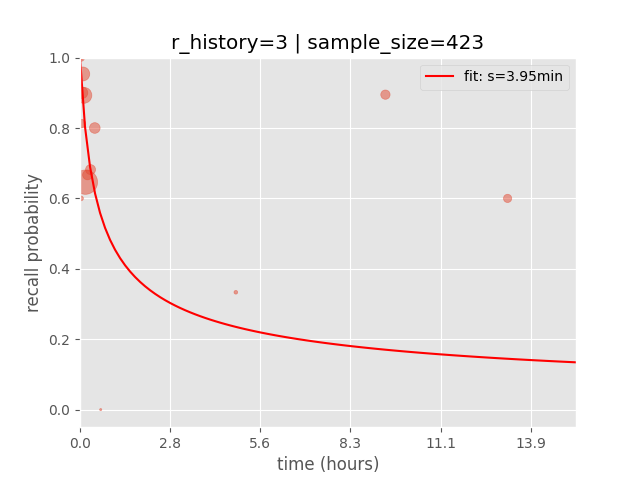 r_history=3 | sample_size=423
fit: s=3.95min
recall probability
1.0
0.8
0.6
0.4
0.2
0.0
0.0 2.8 5.6 8.3 11.1 13.9
time (hours)